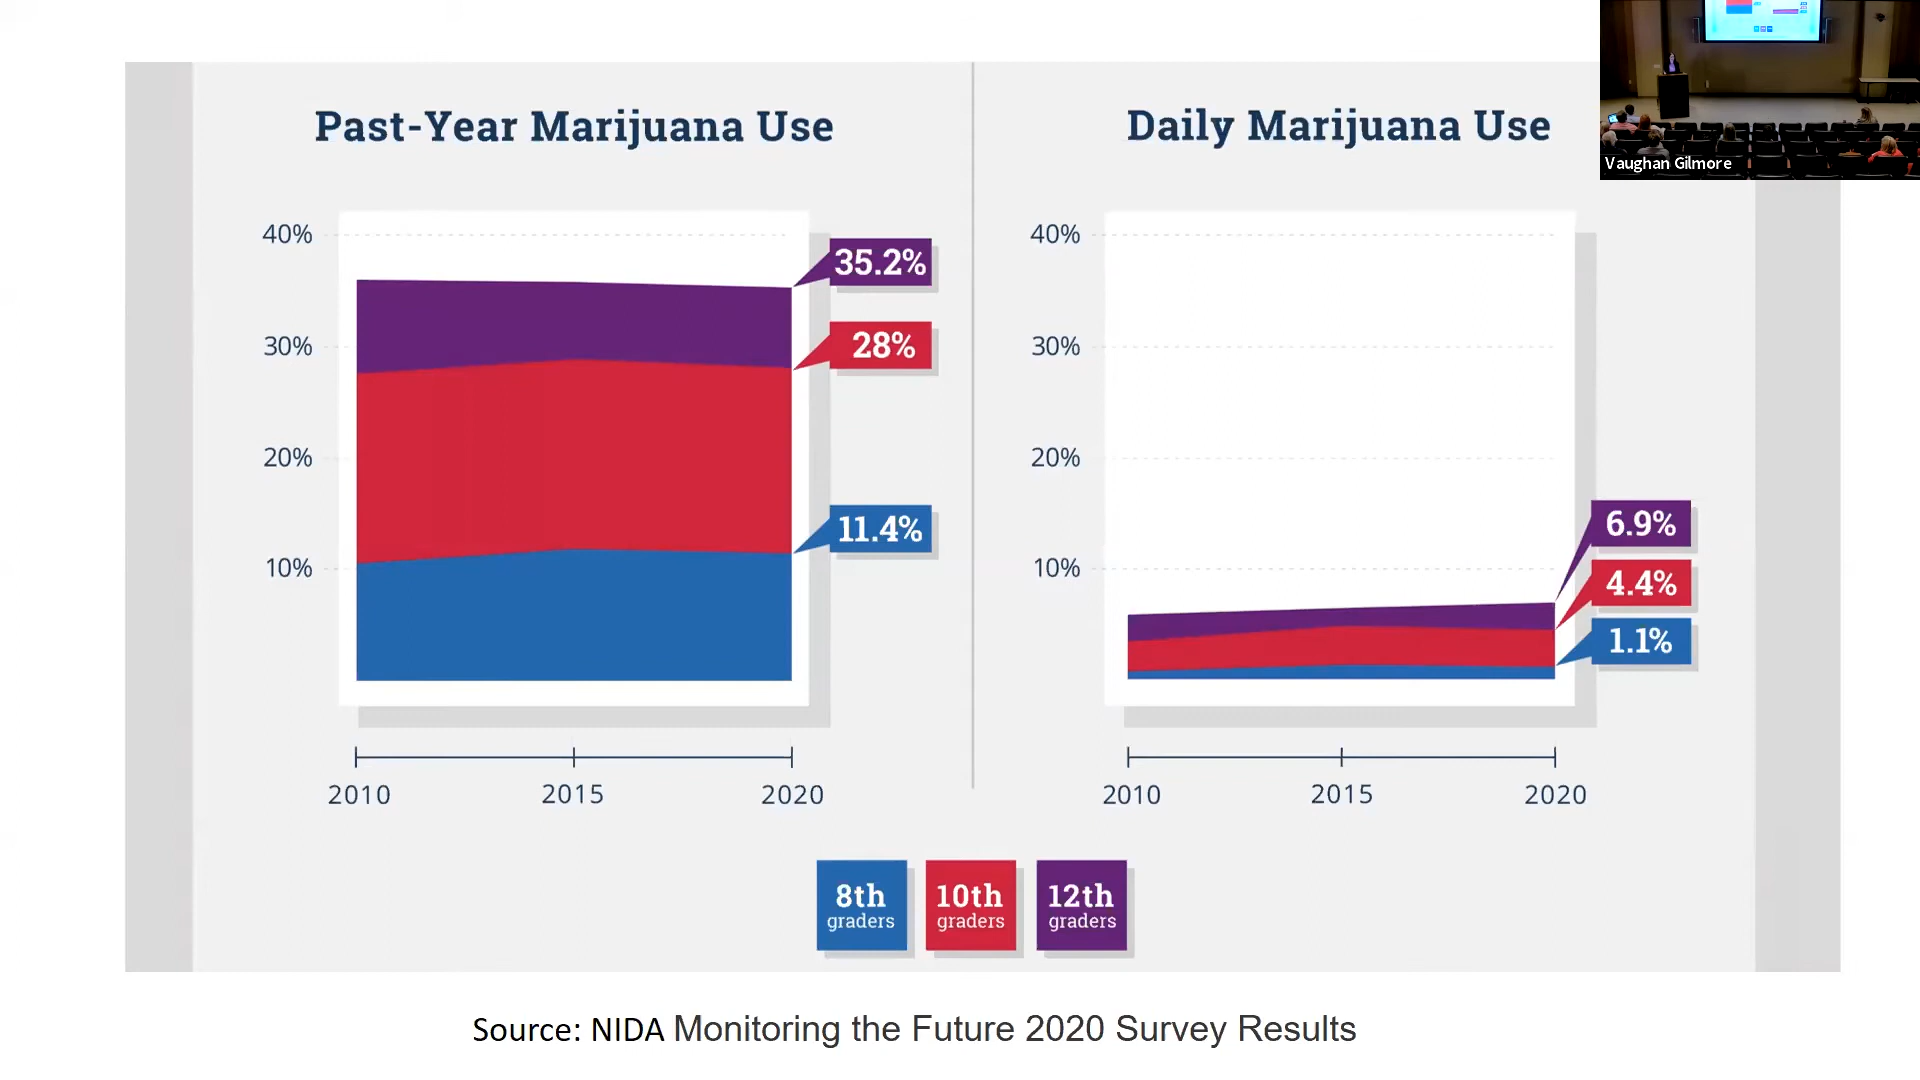 Past-Year Marijuana Use
40%
30%
20%
10%
35.2%
28%
11.4%
2010 2015 2020
Daily Marijuana Use
40%
30%
20%
10%
6.9%
4.4%
1.1%
2010 2015 2020
8th graders
10th graders
12th graders
Source: NIDA Monitoring the Future 2020 Survey Results
Vaughan Gilmore